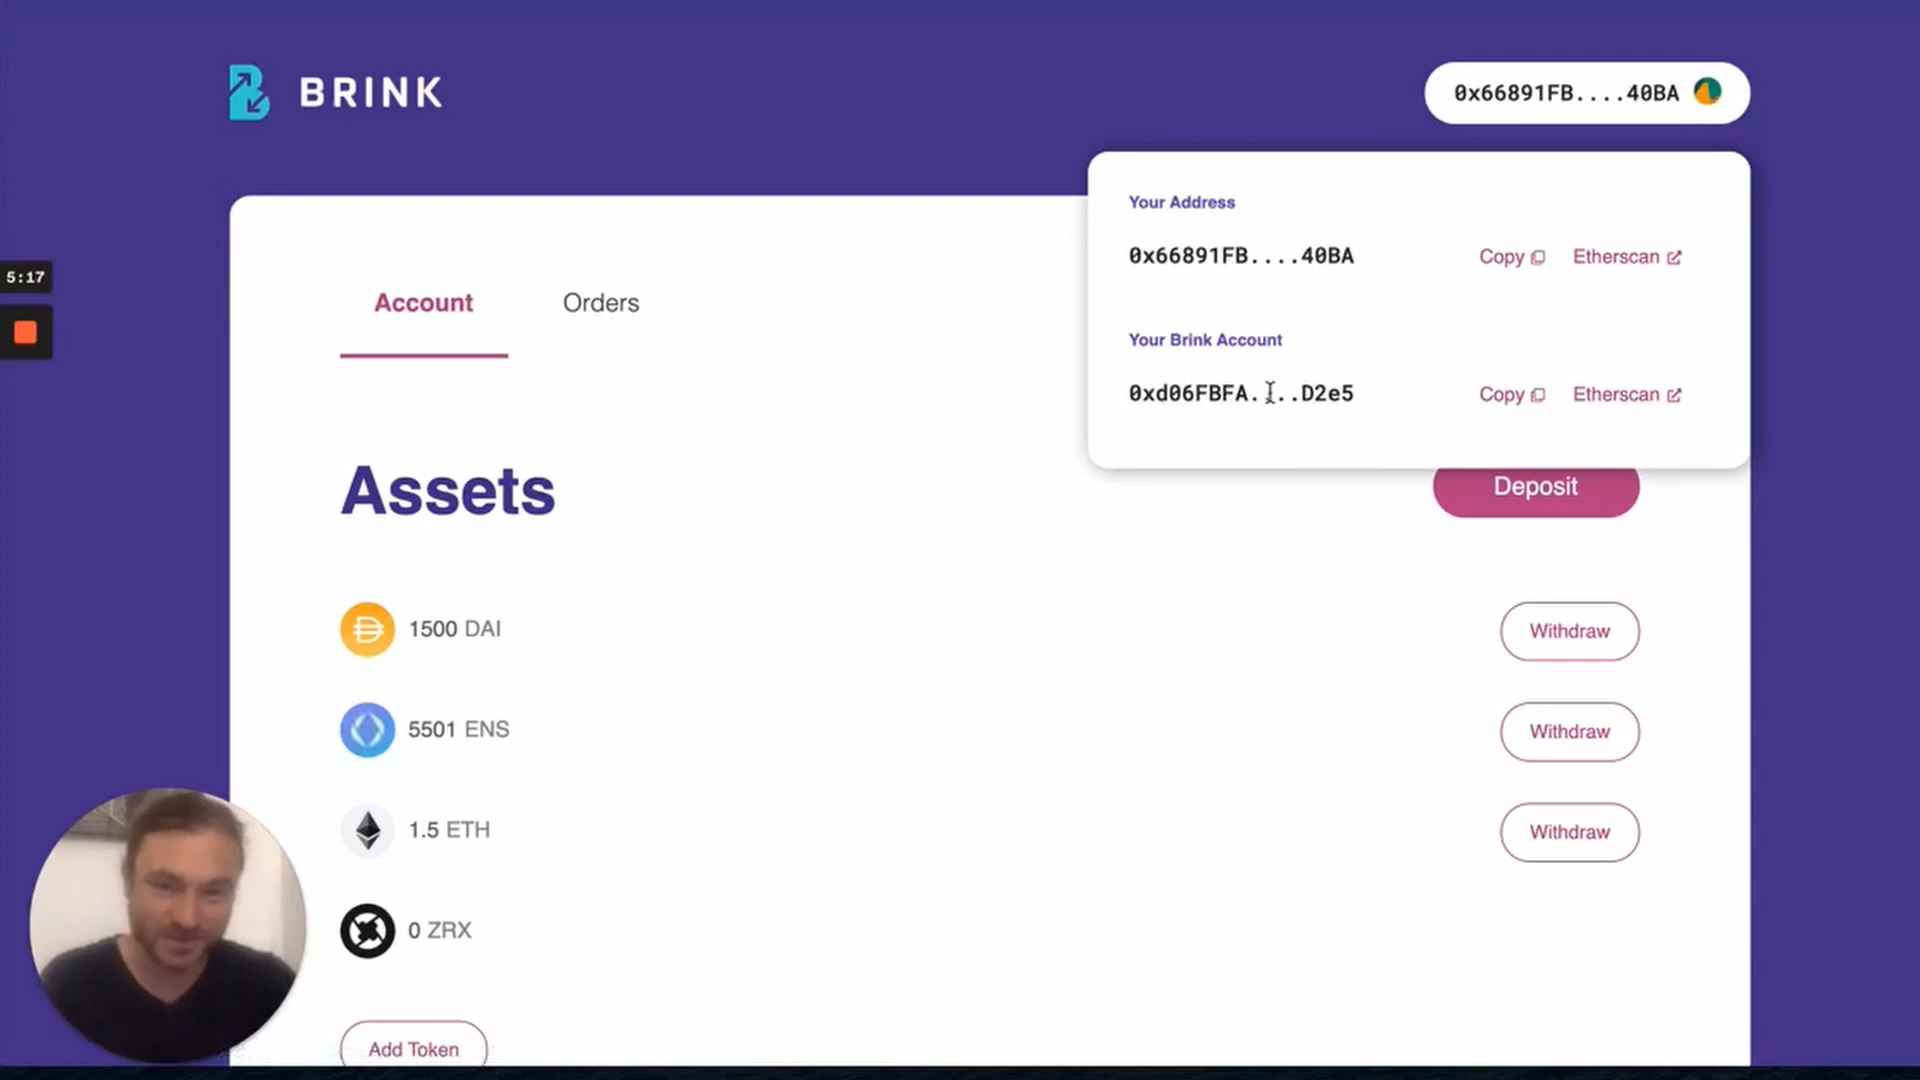 BRINK
0x66891FB....40BA
Your Address
0x66891FB....40BA Copy Etherscan
5:17
Account Orders
Your Brink Account
0xd06FBFA....D2e5 Copy Etherscan
Assets
Deposit
1500 DAI Withdraw
5501 ENS Withdraw
1.5 ETH Withdraw
0 ZRX
Add Token